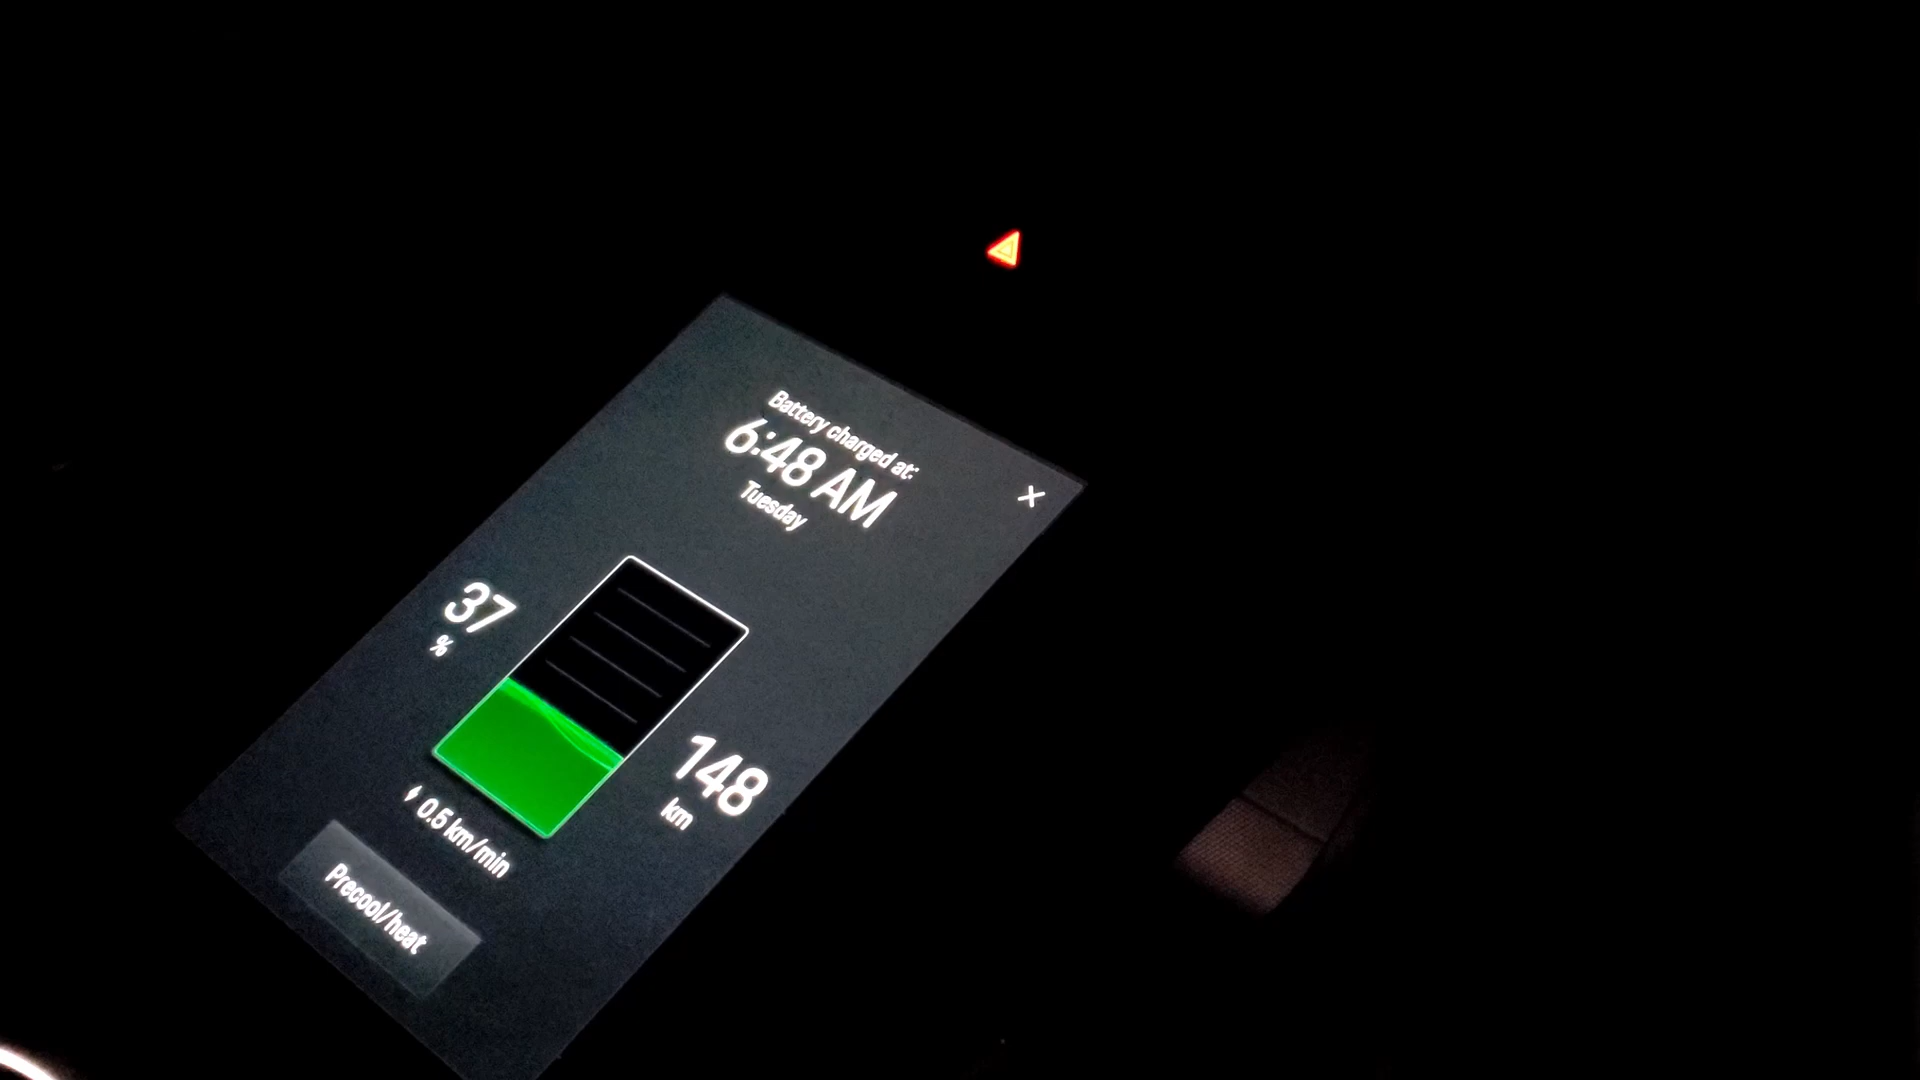 Battery charged at:
6:48 AM
Tuesday
37
%
148
km
0.5 km/min
Precool/heat